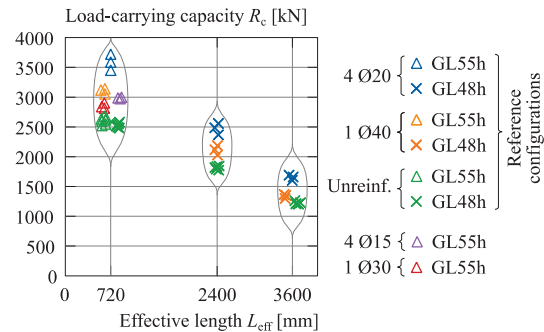 Load-carrying capacity Rc [kN]
4000
3500
3000
2500
2000
1500
1000
500
0
0 720 2400 3600
Effective length Leff [mm]
4 Ø20
GL55h
GL48h
1 Ø40
GL55h
GL48h
Unreinf.
GL55h
GL48h
Reference
configurations
4 Ø15 GL55h
1 Ø30 GL55h